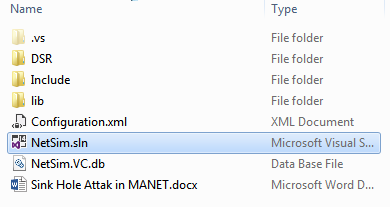 Name Type
.vs File folder
DSR File folder
Include File folder
lib File folder
Configuration.xml XML Document
NetSim.sln Microsoft Visual S...
NetSim.VC.db Data Base File
Sink Hole Attak in MANET.docx Microsoft Word D...